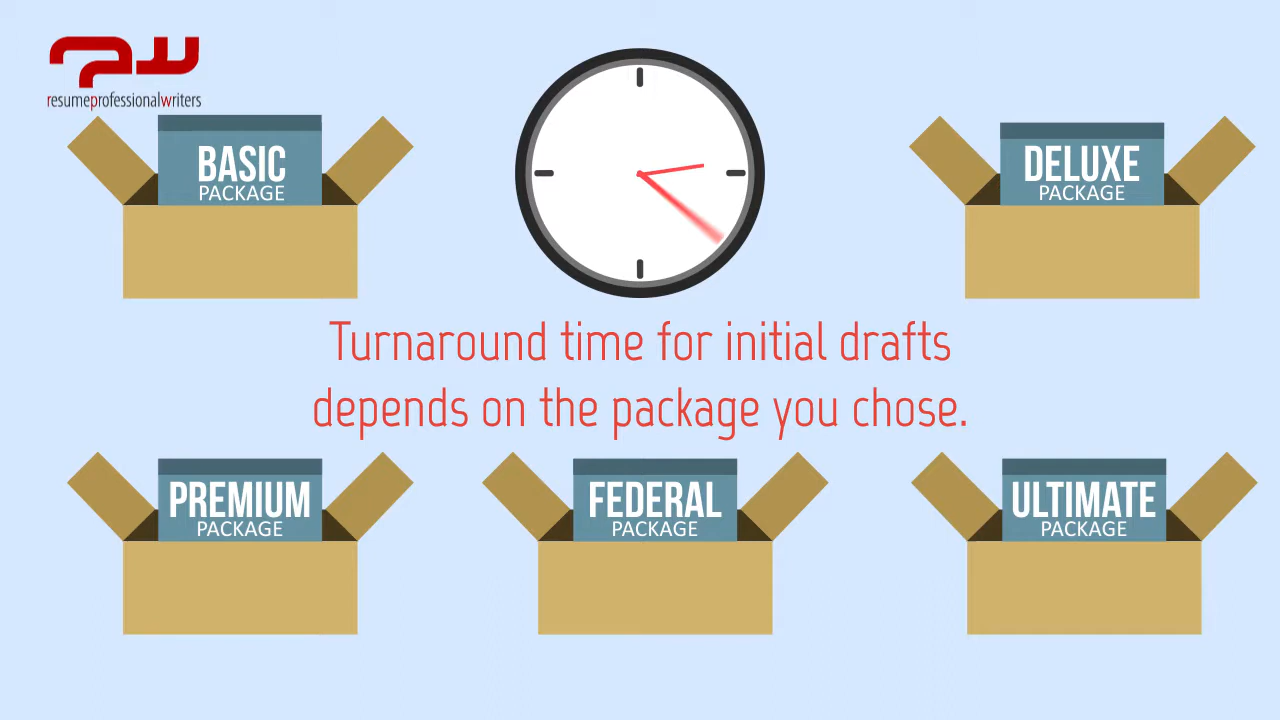 resumeprofessionalwriters
BASIC
PACKAGE
DELUXE
PACKAGE
Turnaround time for initial drafts
depends on the package you chose.
PREMIUM
PACKAGE
FEDERAL
PACKAGE
ULTIMATE
PACKAGE